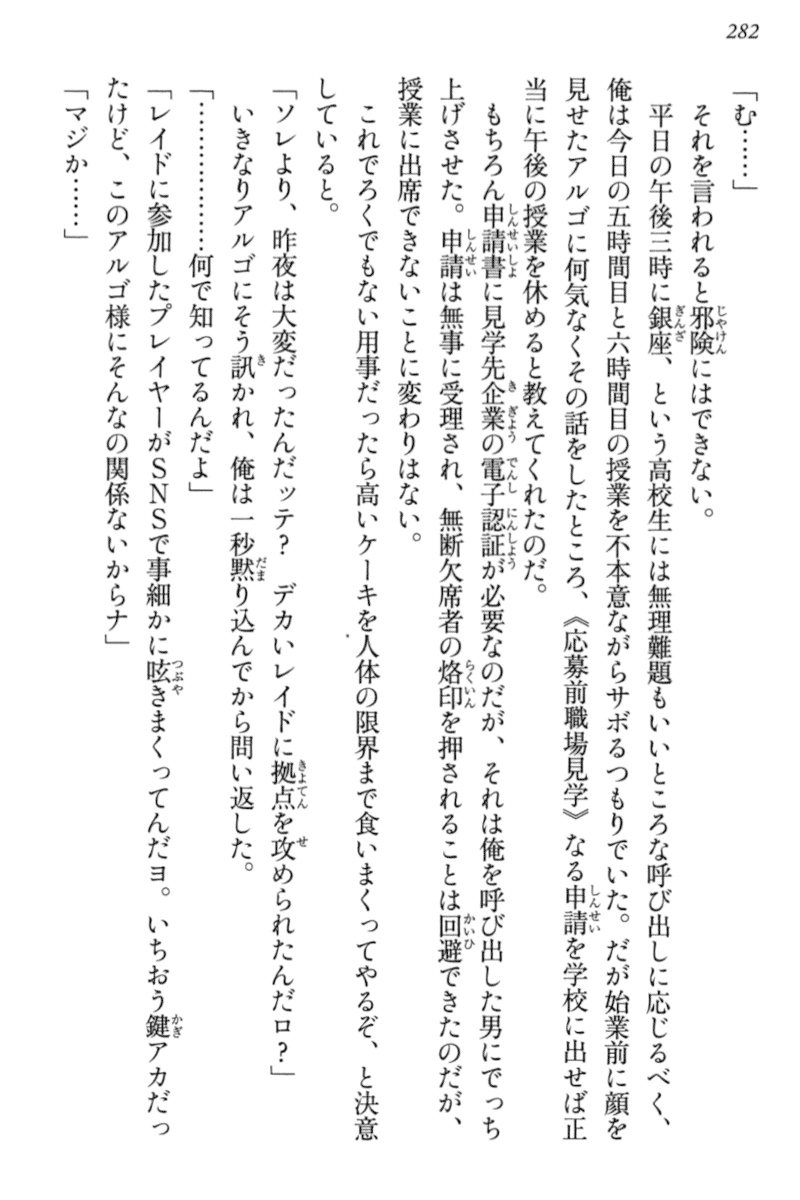 282
「む……」
それを言われると邪険にはできない。
平日の午後三時に銀座、という高校生には無理難題もいいところな呼び出しに応じるべく、
俺は今日の五時間目と六時間目の授業を不本意ながらサボるつもりでいた。だが始業前に顔を
見せたアルゴに何気なくその話をしたところ、《応募前職場見学》なる申請を学校に出せば正
当に午後の授業を休めると教えてくれたのだ。
もちろん申請書に見学先企業の電子認証が必要なのだが、それは俺を呼び出した男にでっち
上げさせた。申請は無事に受理され、無断欠席者の烙印を押されることは回避できたのだが、
授業に出席できないことに変わりはない。
これでろくでもない用事だったら高いケーキを人体の限界まで食いまくってやるぞ、と決意
していると。
「ソレより、昨夜は大変だったんだッテ？　デカいレイドに拠点を攻められたんだロ？」
いきなりアルゴにそう訊かれ、俺は一秒黙り込んでから問い返した。
「………………何で知ってるんだよ」
「レイドに参加したプレイヤーがSNSで事細かに呟きまくってんだヨ。いちおう鍵アカだっ
たけど、このアルゴ様にそんなの関係ないからナ」
「マジか……」